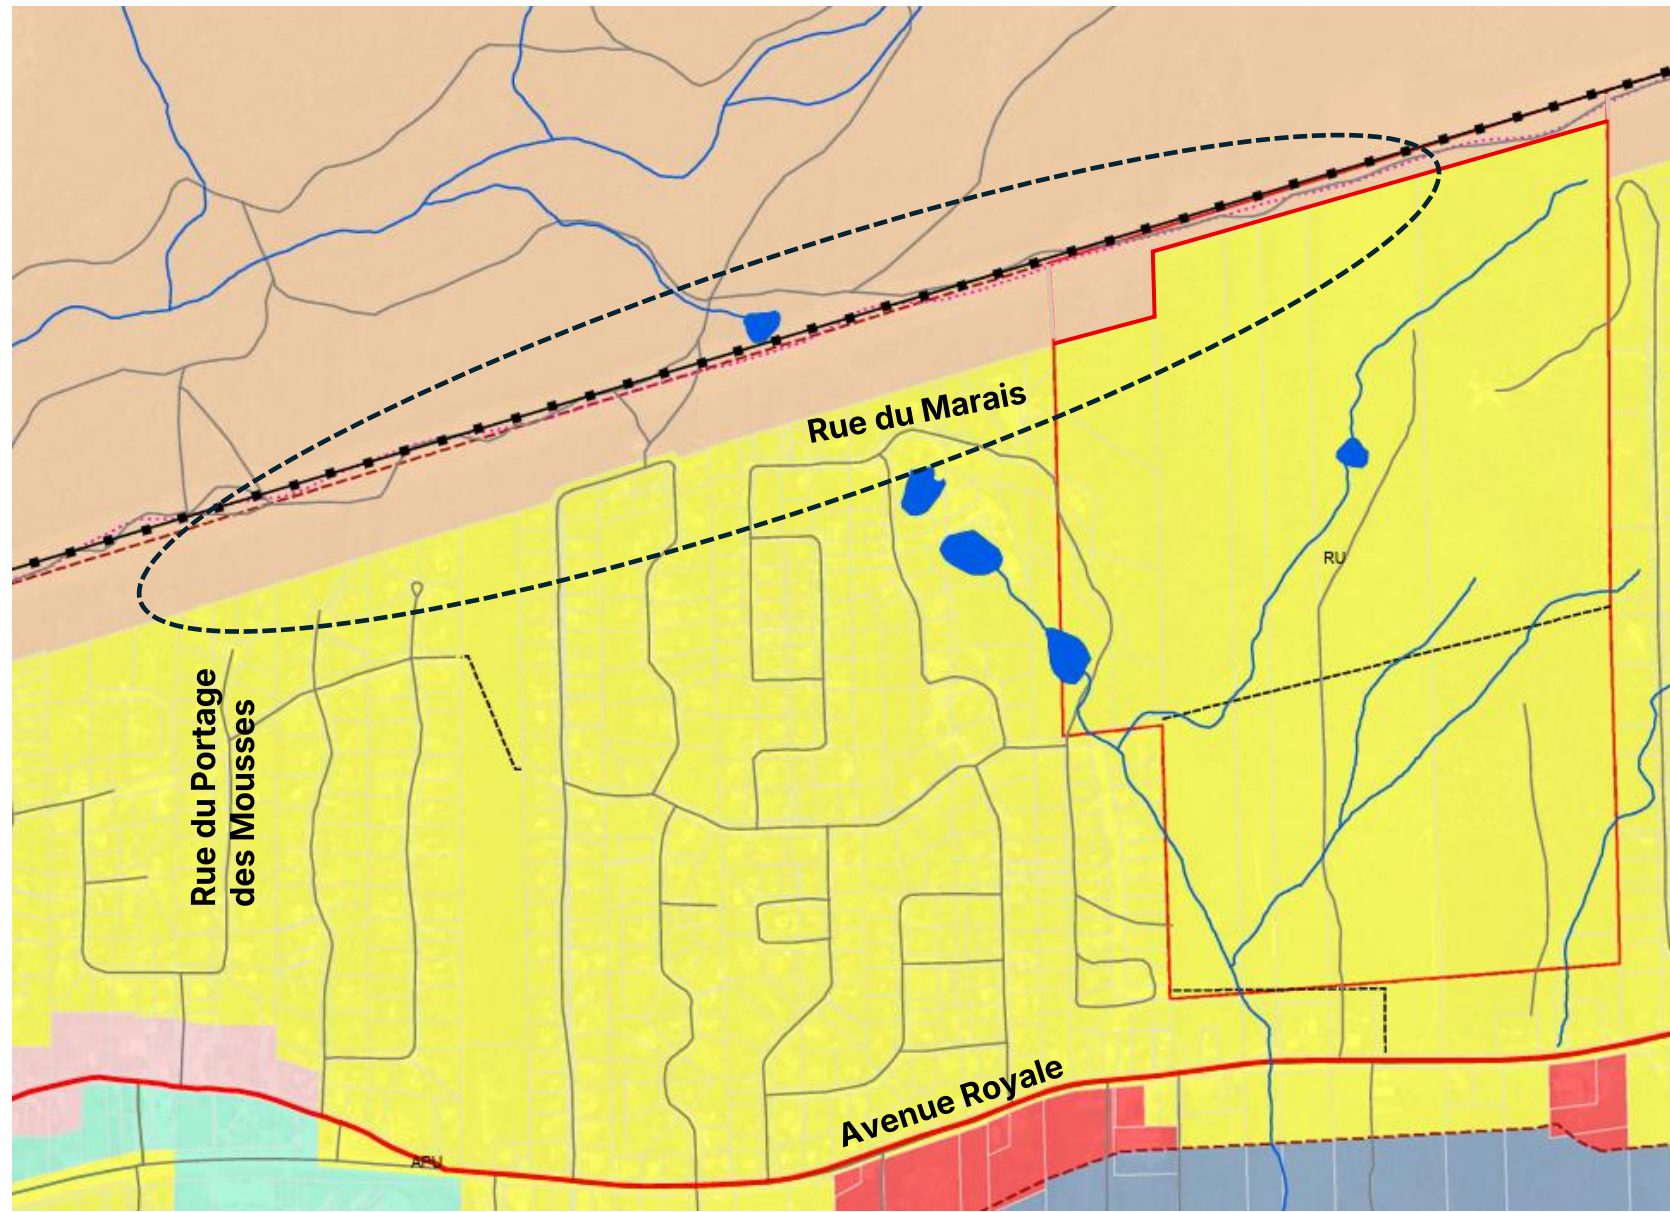 Rue du Marais
RU
Rue du Portage
des Mousses
Avenue Royale
APU